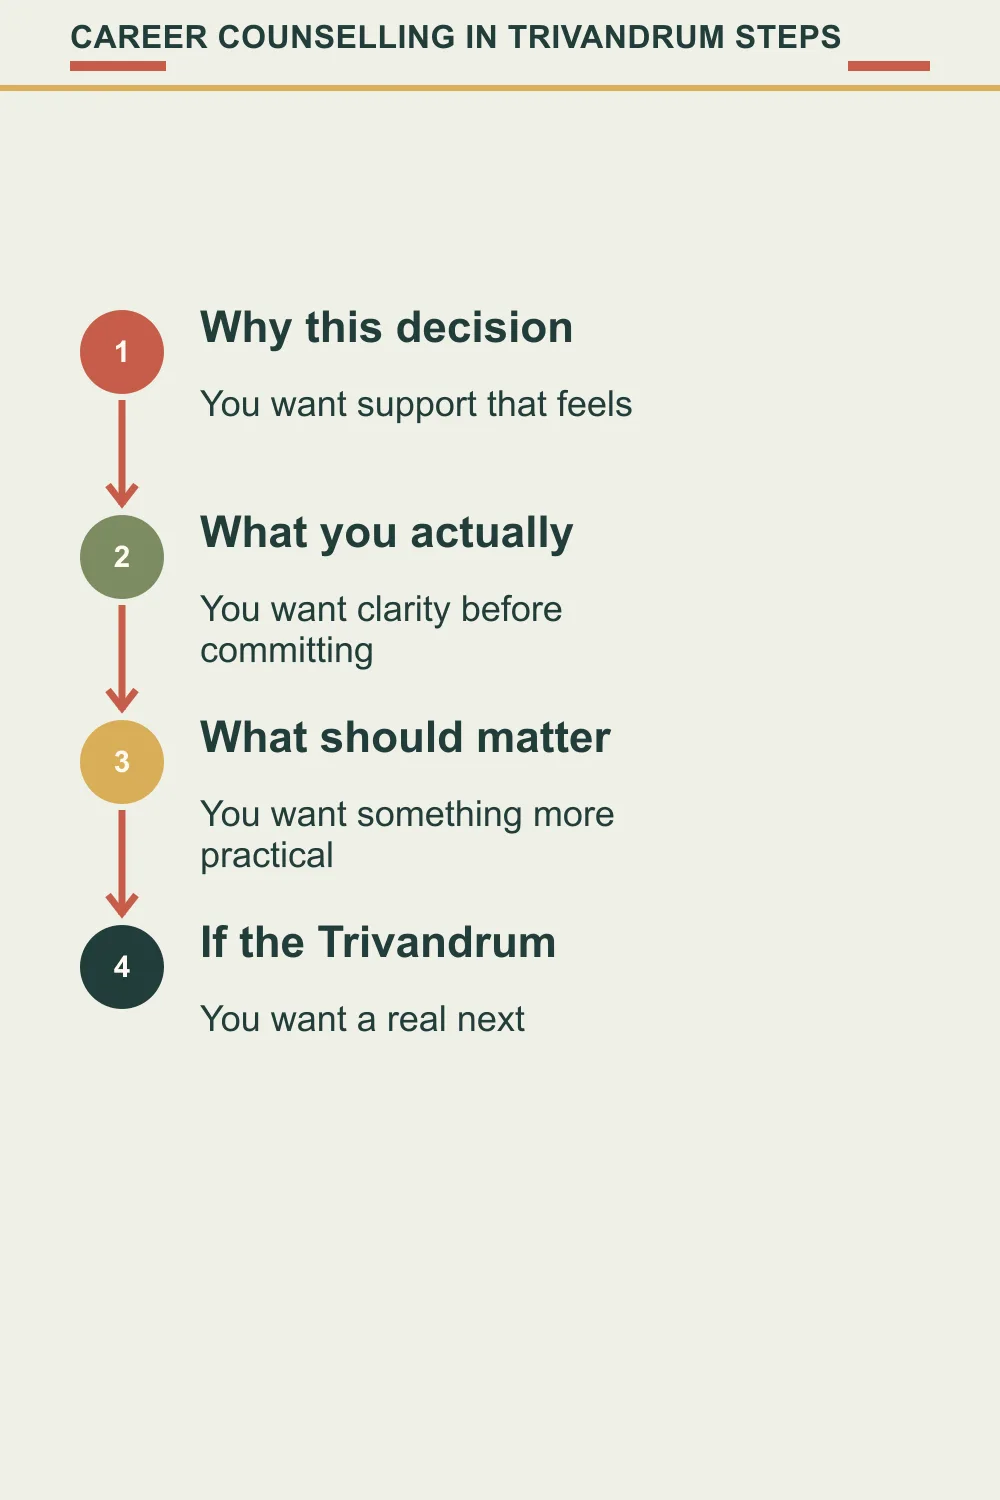 CAREER COUNSELLING IN TRIVANDRUM STEPS
1
Why this decision
You want support that feels
2
What you actually
You want clarity before
committing
3
What should matter
You want something more
practical
4
If the Trivandrum
You want a real next